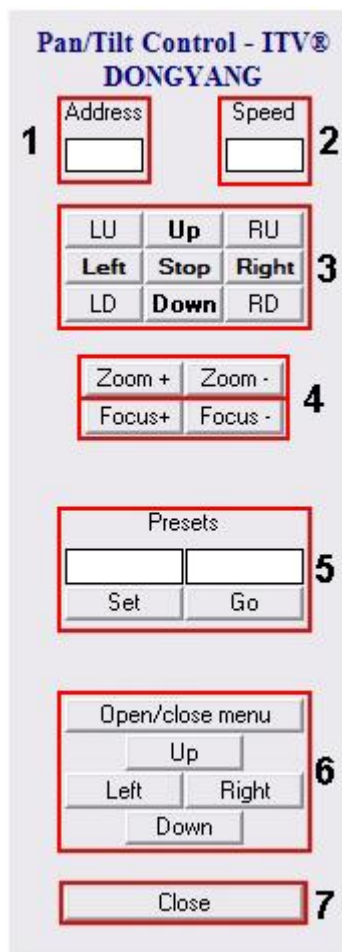 Pan/Tilt Control - ITV®
DONGYANG
1 Address Speed 2
LU Up RU
Left Stop Right 3
LD Down RD
Zoom + Zoom - 4
Focus+ Focus -
Presets
5
Set Go
Open/close menu
Up
6
Left Right
Down
Close 7